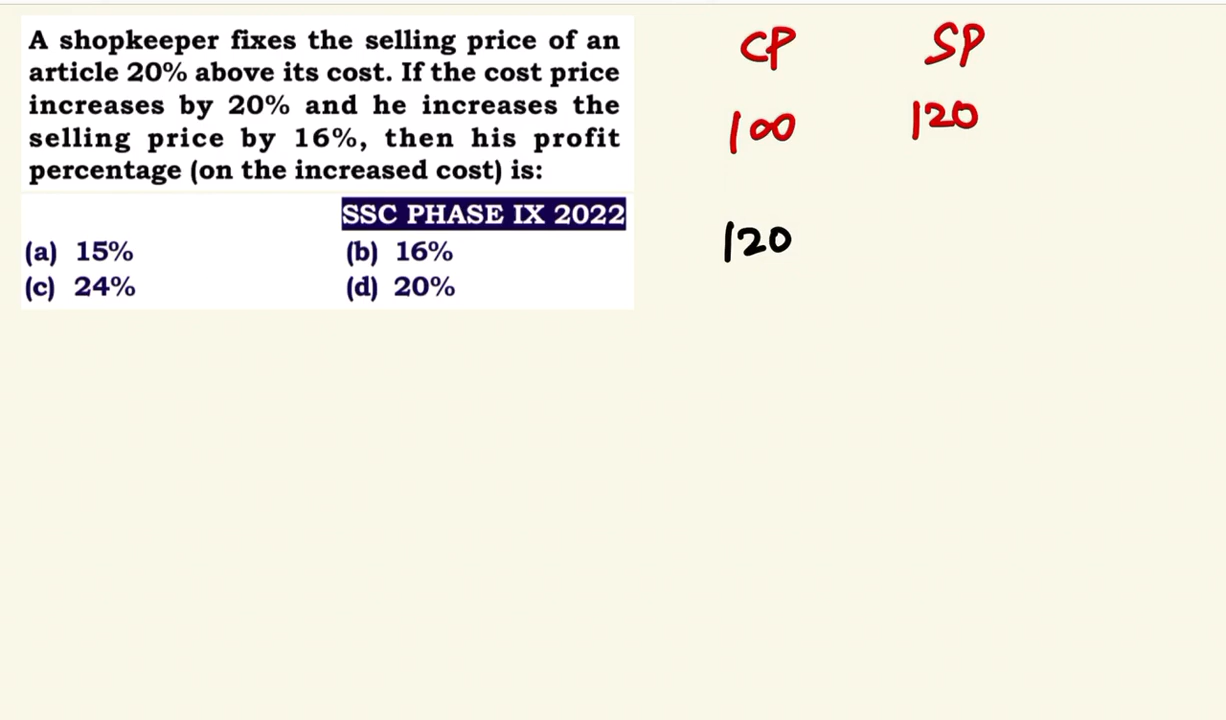 A shopkeeper fixes the selling price of an
article 20% above its cost. If the cost price
increases by 20% and he increases the
selling price by 16%, then his profit
percentage (on the increased cost) is:
SSC PHASE IX 2022
(a) 15% (b) 16%
(c) 24% (d) 20%
CP SP
100 120
120